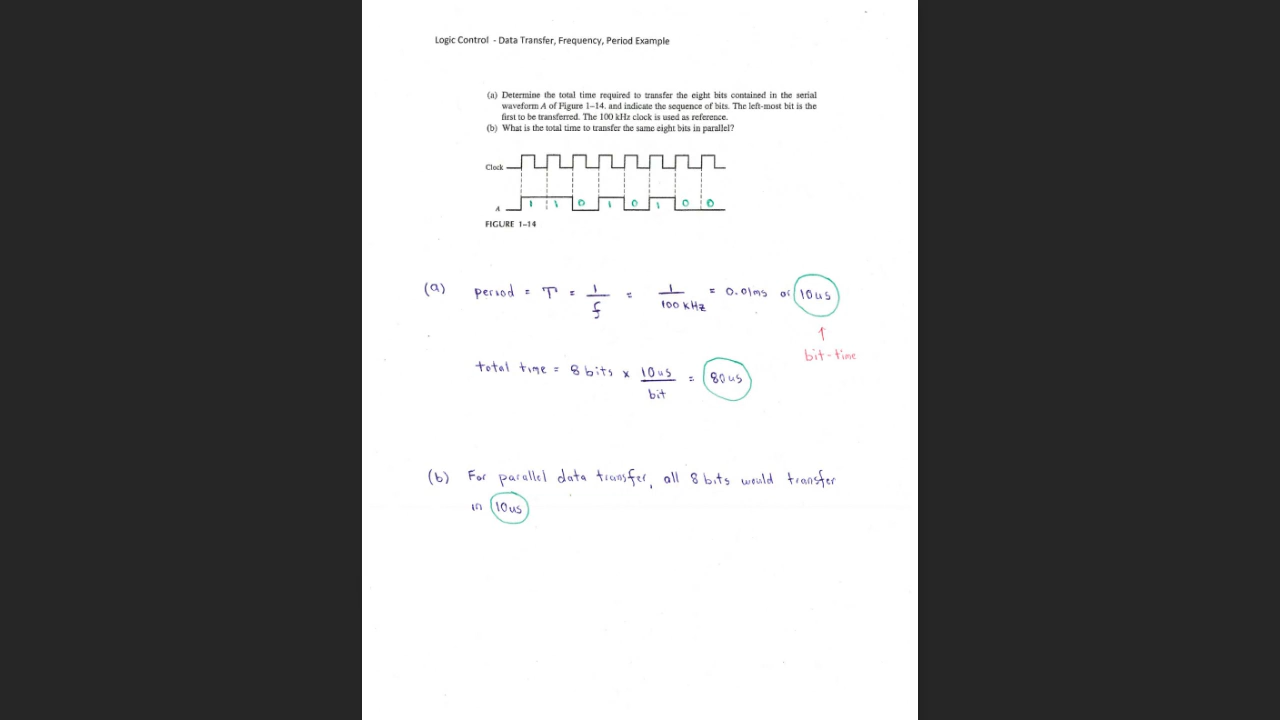 Logic Control - Data Transfer, Frequency, Period Example
(a) Determine the total time required to transfer the eight bits contained in the serial
waveform A of Figure 1–14, and indicate the sequence of bits. The left-most bit is the
first to be transferred. The 100 kHz clock is used as reference.
(b) What is the total time to transfer the same eight bits in parallel?
Clock
A 1 1 0 1 0 1 0 0
FIGURE 1–14
(a) period = T = 1/f = 1/100 kHz = 0.01ms or 10us
↑
bit-time
total time = 8 bits x 10us/bit = 80us
(b) For parallel data transfer, all 8 bits would transfer
in 10us